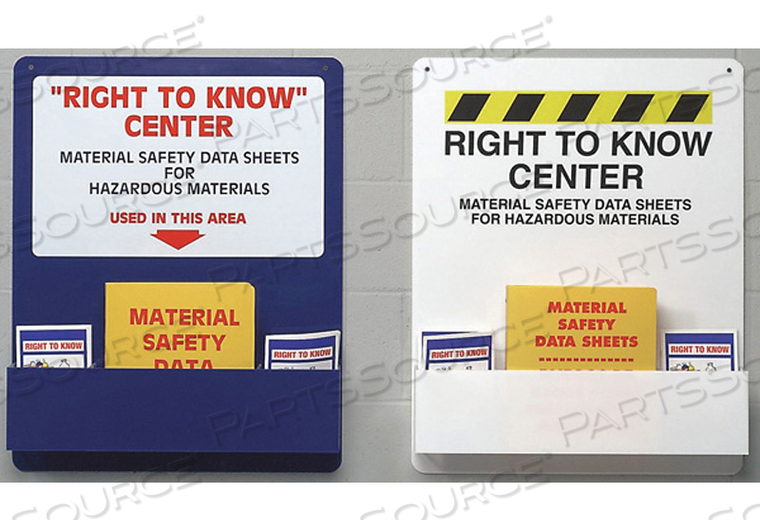 "RIGHT TO KNOW"
CENTER
MATERIAL SAFETY DATA SHEETS
FOR
HAZARDOUS MATERIALS
USED IN THIS AREA
MATERIAL
SAFETY
DATA
RIGHT TO KNOW
RIGHT TO KNOW
RIGHT TO KNOW
CENTER
MATERIAL SAFETY DATA SHEETS
FOR HAZARDOUS MATERIALS
MATERIAL
SAFETY
DATA SHEETS
RIGHT TO KNOW
RIGHT TO KNOW
PARTSSOURCE®